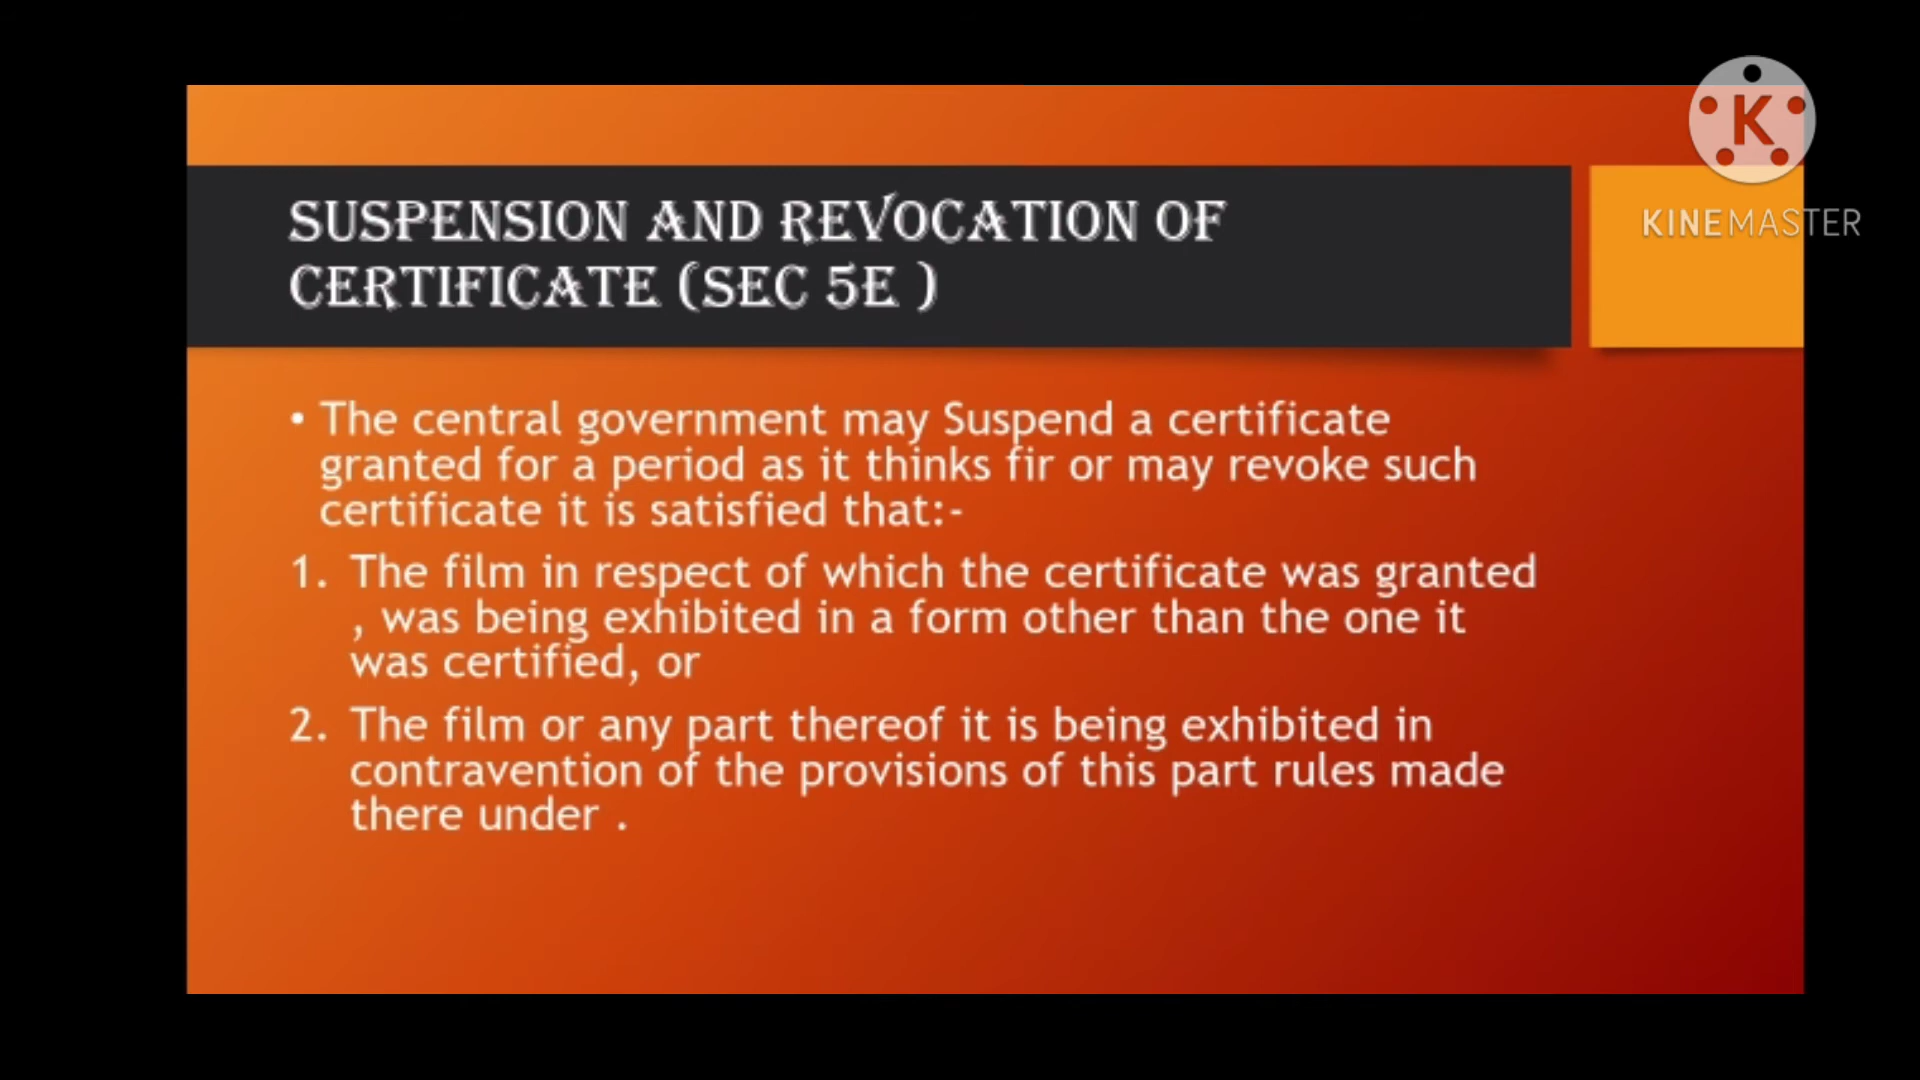 K
KINEMASTER
SUSPENSION AND REVOCATION OF
CERTIFICATE (SEC 5E )
• The central government may Suspend a certificate
granted for a period as it thinks fir or may revoke such
certificate it is satisfied that:-
1. The film in respect of which the certificate was granted
, was being exhibited in a form other than the one it
was certified, or
2. The film or any part thereof it is being exhibited in
contravention of the provisions of this part rules made
there under .